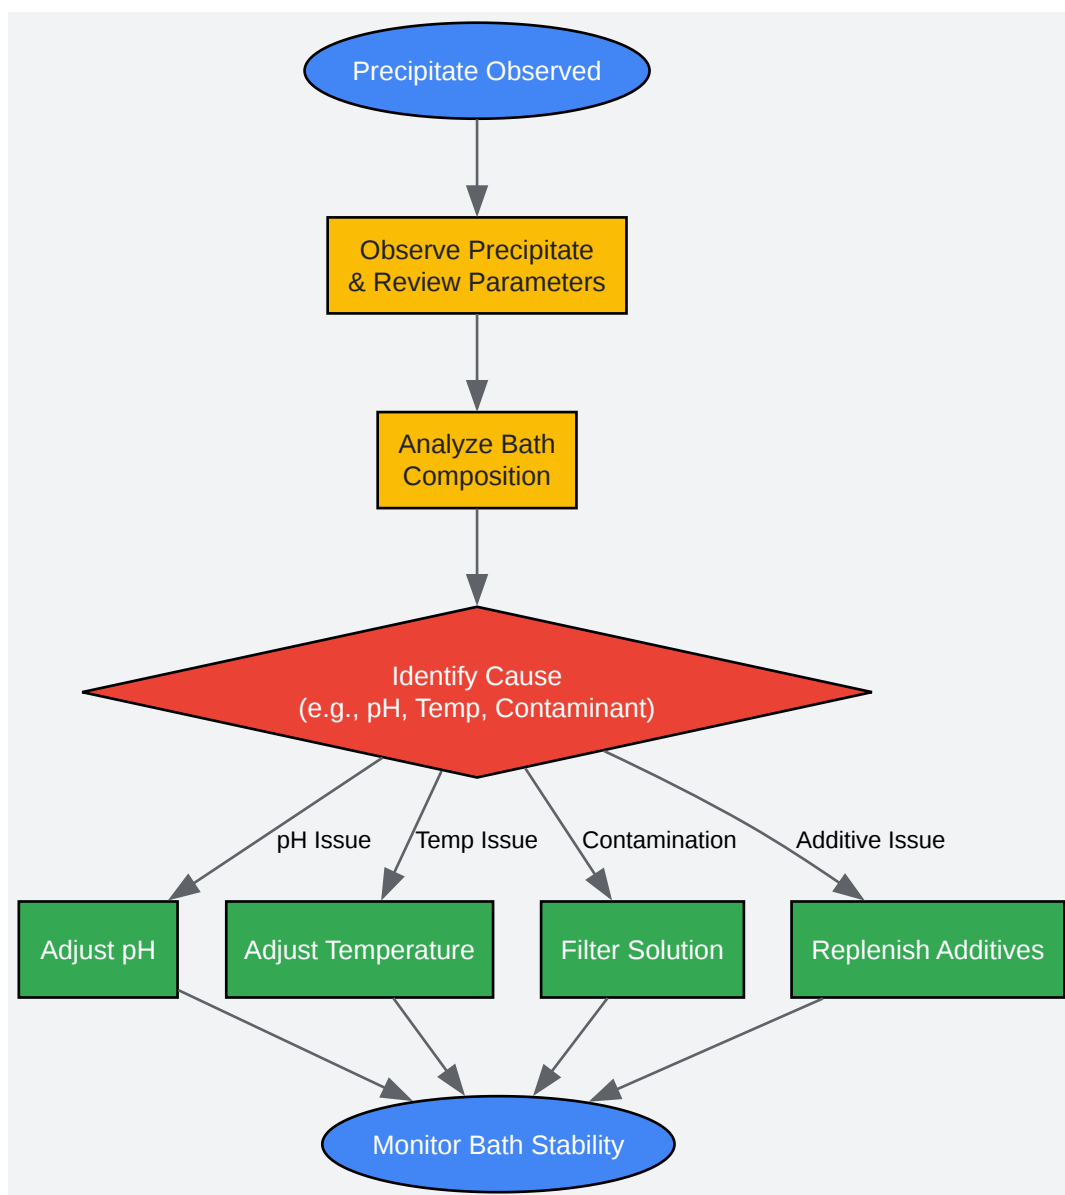 Precipitate Observed
Observe Precipitate
& Review Parameters
Analyze Bath
Composition
Identify Cause
(e.g., pH, Temp, Contaminant)
pH Issue
Temp Issue
Contamination
Additive Issue
Adjust pH
Adjust Temperature
Filter Solution
Replenish Additives
Monitor Bath Stability